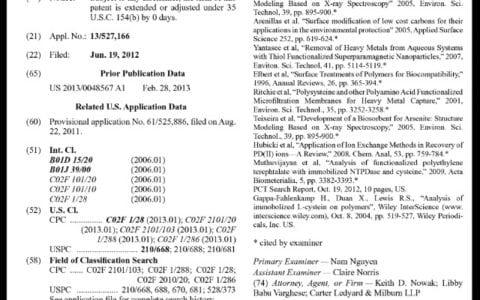 patent is extended or adjusted under 35
U.S.C. 154(b) by 0 days.
(21) Appl. No.: 13/527,166
(22) Filed: Jun. 19, 2012
(65) Prior Publication Data
US 2013/0048567 A1 Feb. 28, 2013
Related U.S. Application Data
(60) Provisional application No. 61/525,886, filed on Aug.
22, 2011.
(51) Int. Cl.
B01D 15/20 (2006.01)
B01J 39/00 (2006.01)
C02F 101/20 (2006.01)
C02F 101/10 (2006.01)
C02F 1/28 (2006.01)
(52) U.S. Cl.
CPC .............. C02F 1/28 (2013.01); C02F 2101/20
(2013.01); C02F 2101/103 (2013.01); C02F
1/288 (2013.01); C02F 1/286 (2013.01)
USPC ........................ 210/668; 210/688; 210/681
(58) Field of Classification Search
CPC ... C02F 2101/103; C02F 1/288; C02F 1/28;
C02F 2010/20; C02F 1/286
USPC ................ 210/668, 688, 670, 681; 528/373
See application file for complete search history.
Modeling Based on X-ray Spectroscopy" 2005, Environ. Sci.
Technol. 39, pp. 895-900.*
Arenillas et al. "Surface modification of low cost carbons for their
applications in the environmental protection" 2005, Applied Surface
Science 252, pp. 619-624.*
Yantasee et al, "Removal of Heavy Metals from Aqueous Systems
with Thiol Functionalized Superparamagnetic Nanoparticles," 2007,
Environ. Sci. Technol. 41, pp. 5114-5119.*
Elbert et al, "Surface Treatments of Polymers for Biocompatibility,"
1996, Annual Reviews, 26, pp. 365-394.*
Ritchie et al, "Polycysteine and other Polyamino Acid Functionalized
Microfiltration Membranes for Heavy Metal Capture," 2001,
Environ. Sci. Technol., 35, pp. 3252-3258.*
Teixeira et al., "Development of a Biosorbent for Arsenite: Structure
Modeling Based on X-ray Spectroscopy", 2005, Environ. Sci.
Technol., 39, pp. 895-900.*
Hubicki et al., "Application of Ion Exchange Methods in Recovery of
PD(II) ions—A Review," 2008, Chem. Anal, 53, pp. 759-784.*
Muthuvijayan et al., "Analysis of functionalized polyethylene
terephtalate with immobilized NTPDase and cysteine," 2009, Acta
Biometerialia, 5, pp. 3382-3393.*
PCT Search Report, Oct. 19, 2012, 10 pages, US.
Gappa-Fahlenkamp H., Duan X., Lewis R.S., "Analysis of
immobolized L-cystein on polymers", Wiley InterScience (www.
interscience.wiley.com), Oct. 8, 2004, pp. 519-527, Wiley Periodi-
cals, Inc. US.
* cited by examiner
Primary Examiner — Nam Nguyen
Assistant Examiner — Claire Norris
(74) Attorney, Agent, or Firm — Keith D. Nowak; Libby
Babu Varghese; Carter Ledyard & Milburn LLP